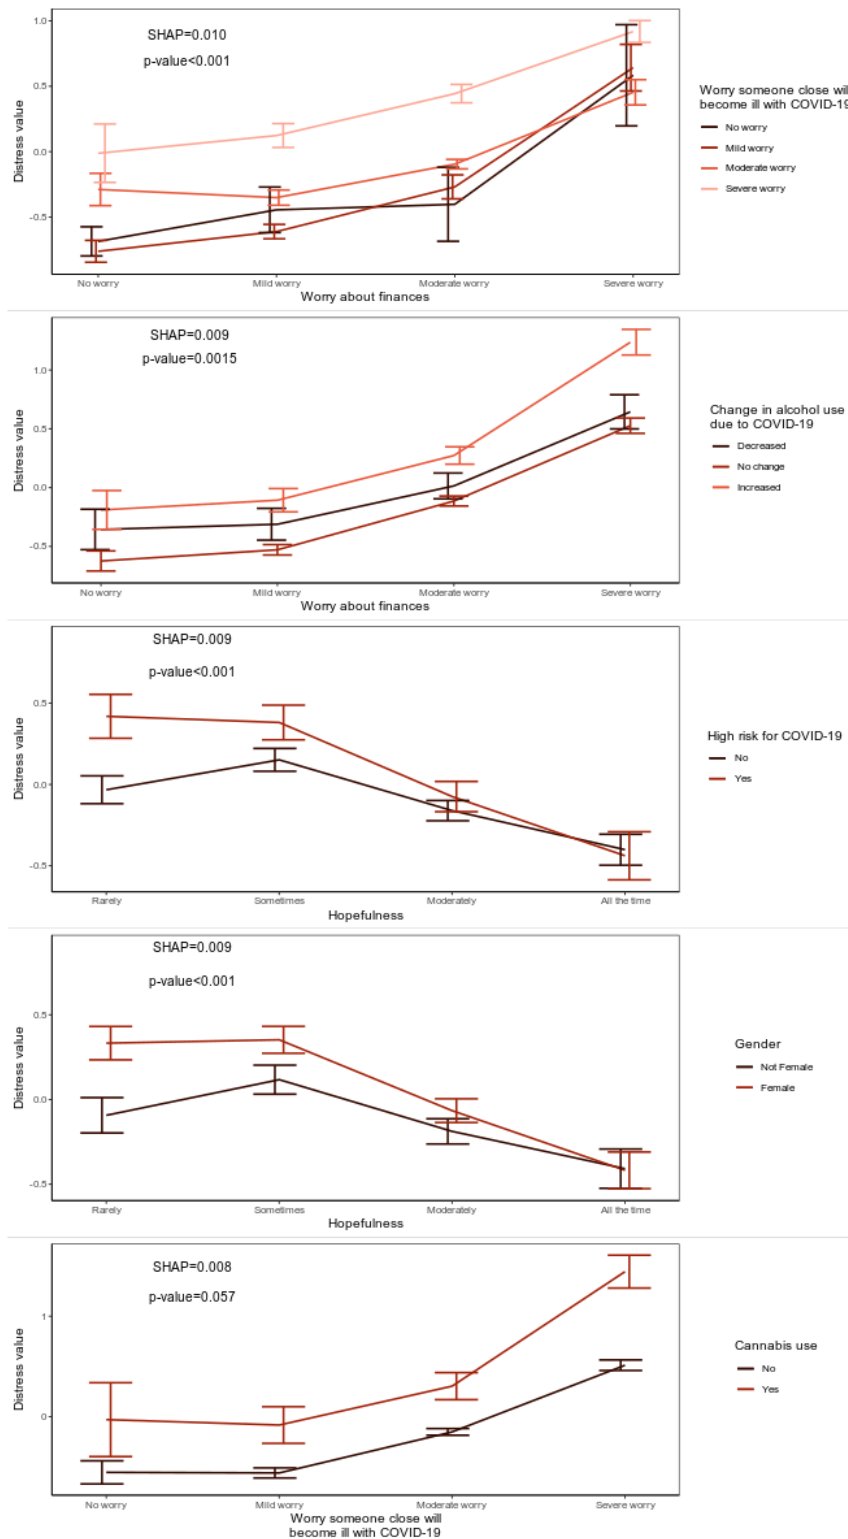 SHAP=0.010
p-value<0.001
1.0
0.5
0.0
-0.5
Distress value
No worry
Mild worry
Moderate worry
Severe worry
Worry about finances
Worry someone close will
become ill with COVID-19
No worry
Mild worry
Moderate worry
Severe worry
SHAP=0.009
p-value=0.0015
1.0
0.5
0.0
-0.5
Distress value
No worry
Mild worry
Moderate worry
Severe worry
Worry about finances
Change in alcohol use
due to COVID-19
Decreased
No change
Increased
SHAP=0.009
p-value<0.001
0.5
0.0
-0.5
Distress value
Rarely
Sometimes
Moderately
All the time
Hopefulness
High risk for COVID-19
No
Yes
SHAP=0.009
p-value<0.001
0.5
0.0
-0.5
Distress value
Rarely
Sometimes
Moderately
All the time
Hopefulness
Gender
Not Female
Female
SHAP=0.008
p-value=0.057
1
0
Distress value
No worry
Mild worry
Moderate worry
Severe worry
Worry someone close will
become ill with COVID-19
Cannabis use
No
Yes